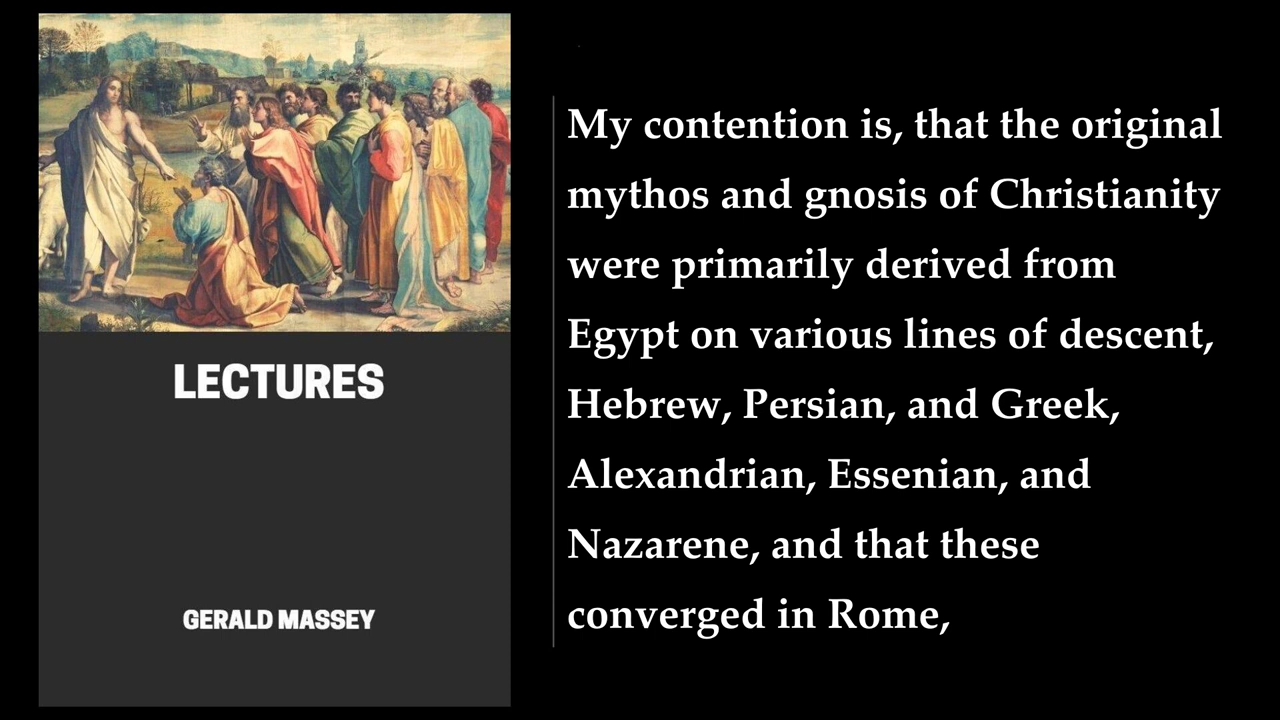 LECTURES
GERALD MASSEY
My contention is, that the original
mythos and gnosis of Christianity
were primarily derived from
Egypt on various lines of descent,
Hebrew, Persian, and Greek,
Alexandrian, Essenian, and
Nazarene, and that these
converged in Rome,